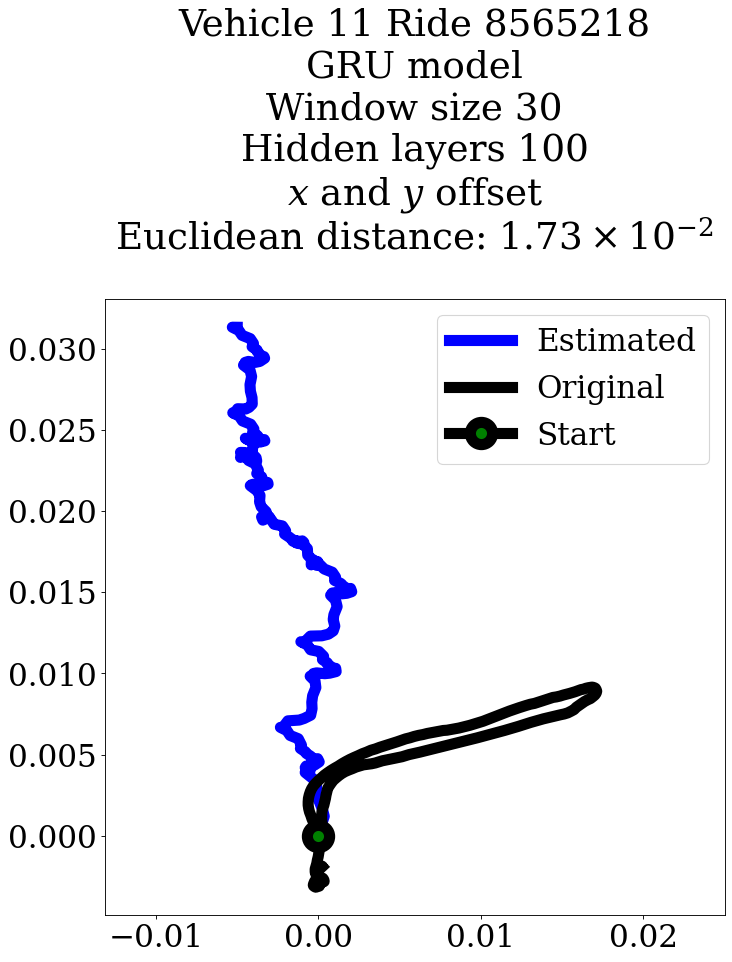 Vehicle 11 Ride 8565218
GRU model
Window size 30
Hidden layers 100
x and y offset
Euclidean distance: 1.73 × 10⁻²
Estimated
Original
Start
0.030
0.025
0.020
0.015
0.010
0.005
0.000
−0.01
0.00
0.01
0.02